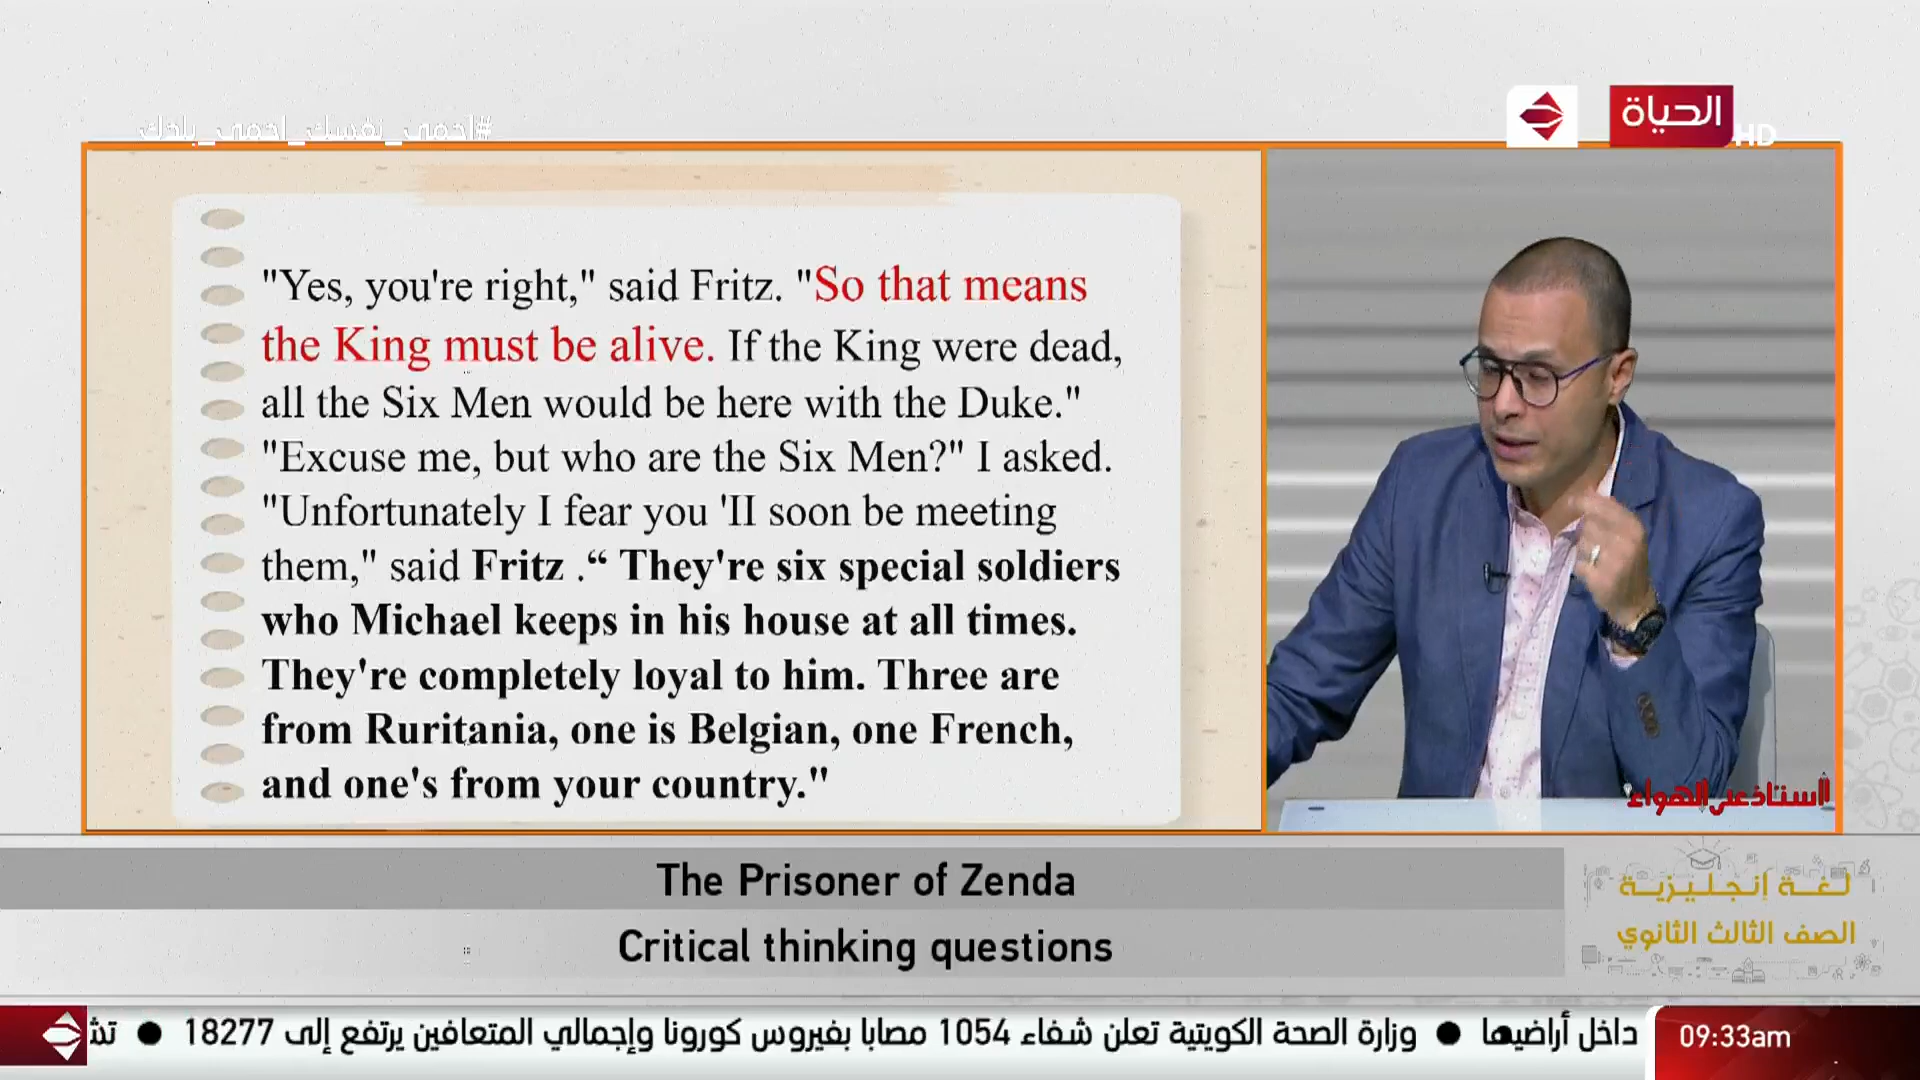 #احمي_نفسك_احمي_بلدك
الحياة
HD
"Yes, you're right," said Fritz. "So that means
the King must be alive. If the King were dead,
all the Six Men would be here with the Duke."
"Excuse me, but who are the Six Men?" I asked.
"Unfortunately I fear you 'II soon be meeting
them," said Fritz .“ They're six special soldiers
who Michael keeps in his house at all times.
They're completely loyal to him. Three are
from Ruritania, one is Belgian, one French,
and one's from your country."
أستاذ على الهواء
The Prisoner of Zenda
Critical thinking questions
لغة إنجليزية
الصف الثالث الثانوي
داخل أراضيها ● وزارة الصحة الكويتية تعلن شفاء 1054 مصابا بفيروس كورونا وإجمالي المتعافين يرتفع إلى 18277 ●
09:33am